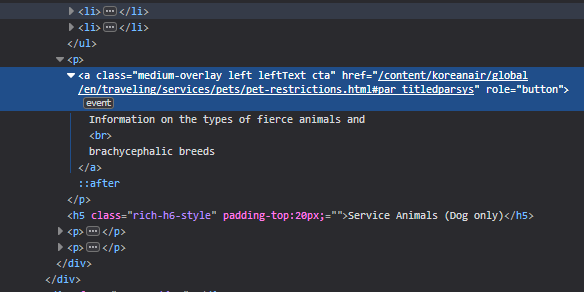 <li>…</li>
<li>…</li>
</ul>
<p>
<a class="medium-overlay left leftText cta" href="/content/koreanair/global
/en/traveling/services/pets/pet-restrictions.html#par_titledparsys" role="button">
event
Information on the types of fierce animals and
<br>
brachycephalic breeds
</a>
::after
</p>
<h5 class="rich-h6-style" padding-top:20px;="">Service Animals (Dog only)</h5>
<p>…</p>
<p>…</p>
</div>
</div>